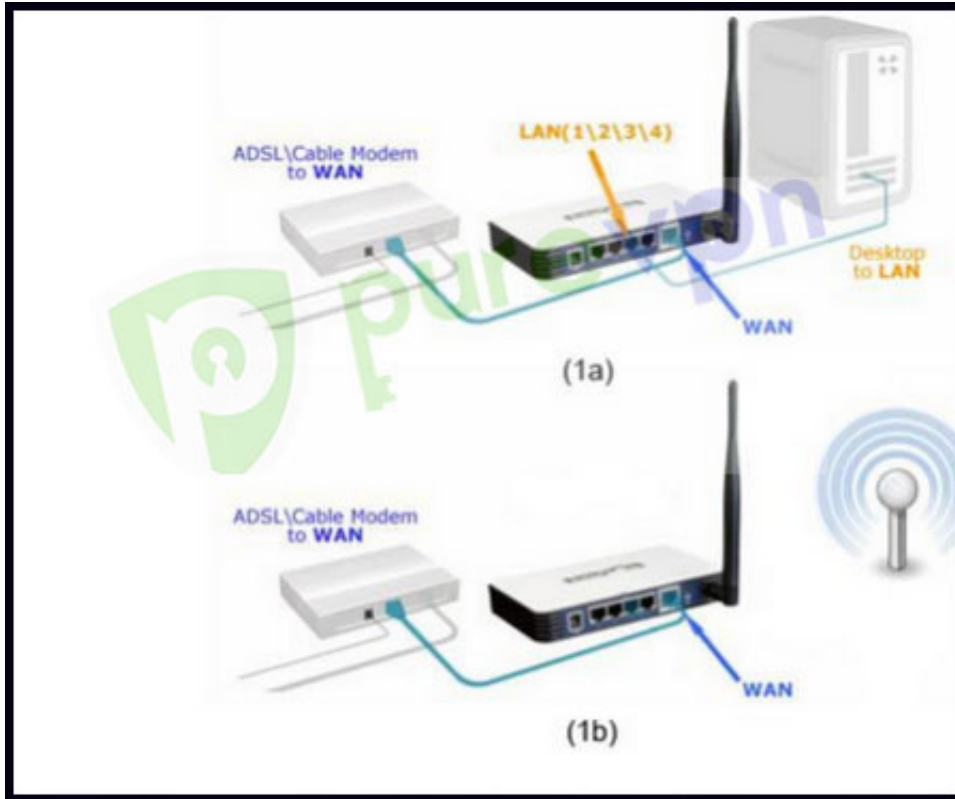 LAN(1\2\3\4)
ADSL\Cable Modem
to WAN
purevpn
Desktop
to LAN
WAN
(1a)
ADSL\Cable Modem
to WAN
WAN
(1b)